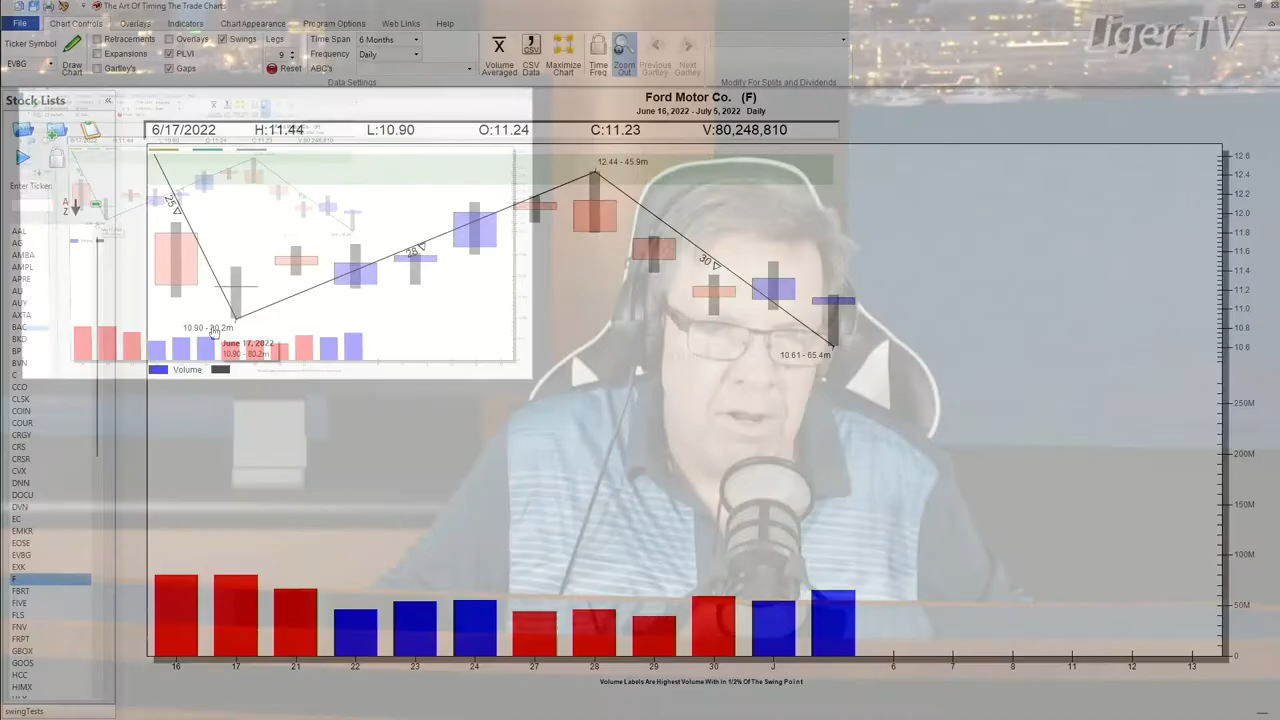 The Art Of Timing The Trade Charts
Tiger-TV
File Chart Controls Overlays Indicators Chart Appearance Program Options Web Links Help
Ticker Symbol
EVBG
Draw Chart
Retracements Overlays Swings Legs
Expansions PLVI 9
Gartley's Gaps Reset
Time Span 6 Months
Frequency Daily
ABC's
Data Settings
Volume Averaged
CSV Data
Maximize Chart
Time Freq
Zoom Out
Previous Gartley
Next Gartley
Modify For Splits and Dividends
Stock Lists
Ford Motor Co. (F)
June 16, 2022 - July 5, 2022 Daily
6/17/2022 H:11.44 L:10.90 O:11.24 C:11.23 V:80,248,810
Enter Ticker:
A
Z
AAL
AG
AMBA
AMPL
APRE
AU
AUY
AXTA
BAC
BKD
BP
BVN
C
CCO
CLSK
COIN
COUR
CRGY
CRS
CRSR
CVX
DNN
DOCU
DVN
EC
EMKR
EOSE
EVBG
EXK
F
FBRT
FIVE
FLS
FNV
FRPT
GBOX
GOOS
HCC
HIMX
swingTests
12.44 - 45.9m
25
28
30
10.90 - 80.2m
June 17, 2022
10.90 - 80.2m
10.61 - 65.4m
Volume
12.6
12.4
12.2
12.0
11.8
11.6
11.4
11.2
11.0
10.8
10.6
250M
200M
150M
100M
50M
0
16 17 21 22 23 24 27 28 29 30 J 6 7 8 11 12 13
Volume Labels Are Highest Volume With in 1/2% Of The Swing Point